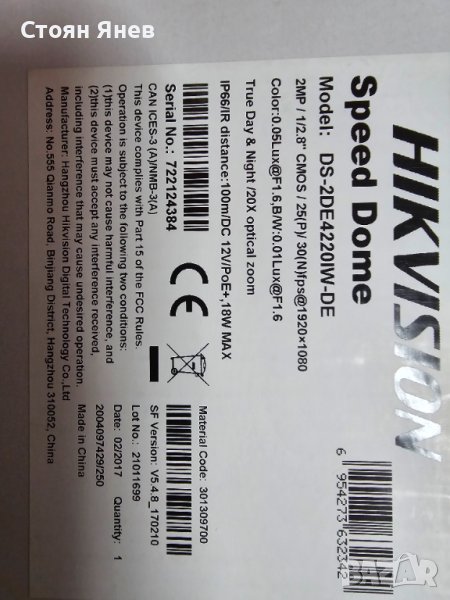 Стоян Янев
HIKVISION
Speed Dome
Model: DS-2DE4220IW-DE
2MP / 1/2.8" CMOS / 25(P)/ 30(N)fps@1920×1080
Color:0.05Lux@F1.6,B/W:0.01Lux@F1.6
True Day & Night /20X optical zoom
IP66/IR distance:100m/DC 12V/PoE+,18W MAX
Serial No.: 722124384
CAN ICES-3 (A)/NMB-3(A)
This device complies with Part 15 of the FCC Rules.
Operation is subject to the following two conditions:
(1)this device may not cause harmful interference, and
(2)this device must accept any interference received,
including interference that may cause undesired operation.
Manufacturer: Hangzhou Hikvision Digital Technology Co.,Ltd
Address: No.555 Qianmo Road, Binjiang District, Hangzhou 310052, China
CE
6 954273 632342
Material Code: 301309700
SF Version: V5.4.8_170210
Lot No.: 21011699
Date: 02/2017 Quantity: 1
2004097429/250
Made in China
BAZAR